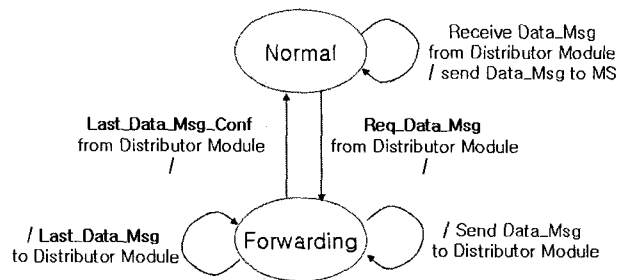 Normal
Receive Data_Msg
from Distributor Module
/ send Data_Msg to MS
Last_Data_Msg_Conf
from Distributor Module
/
Req_Data_Msg
from Distributor Module
/
/ Last_Data_Msg
to Distributor Module
Forwarding
/ Send Data_Msg
to Distributor Module